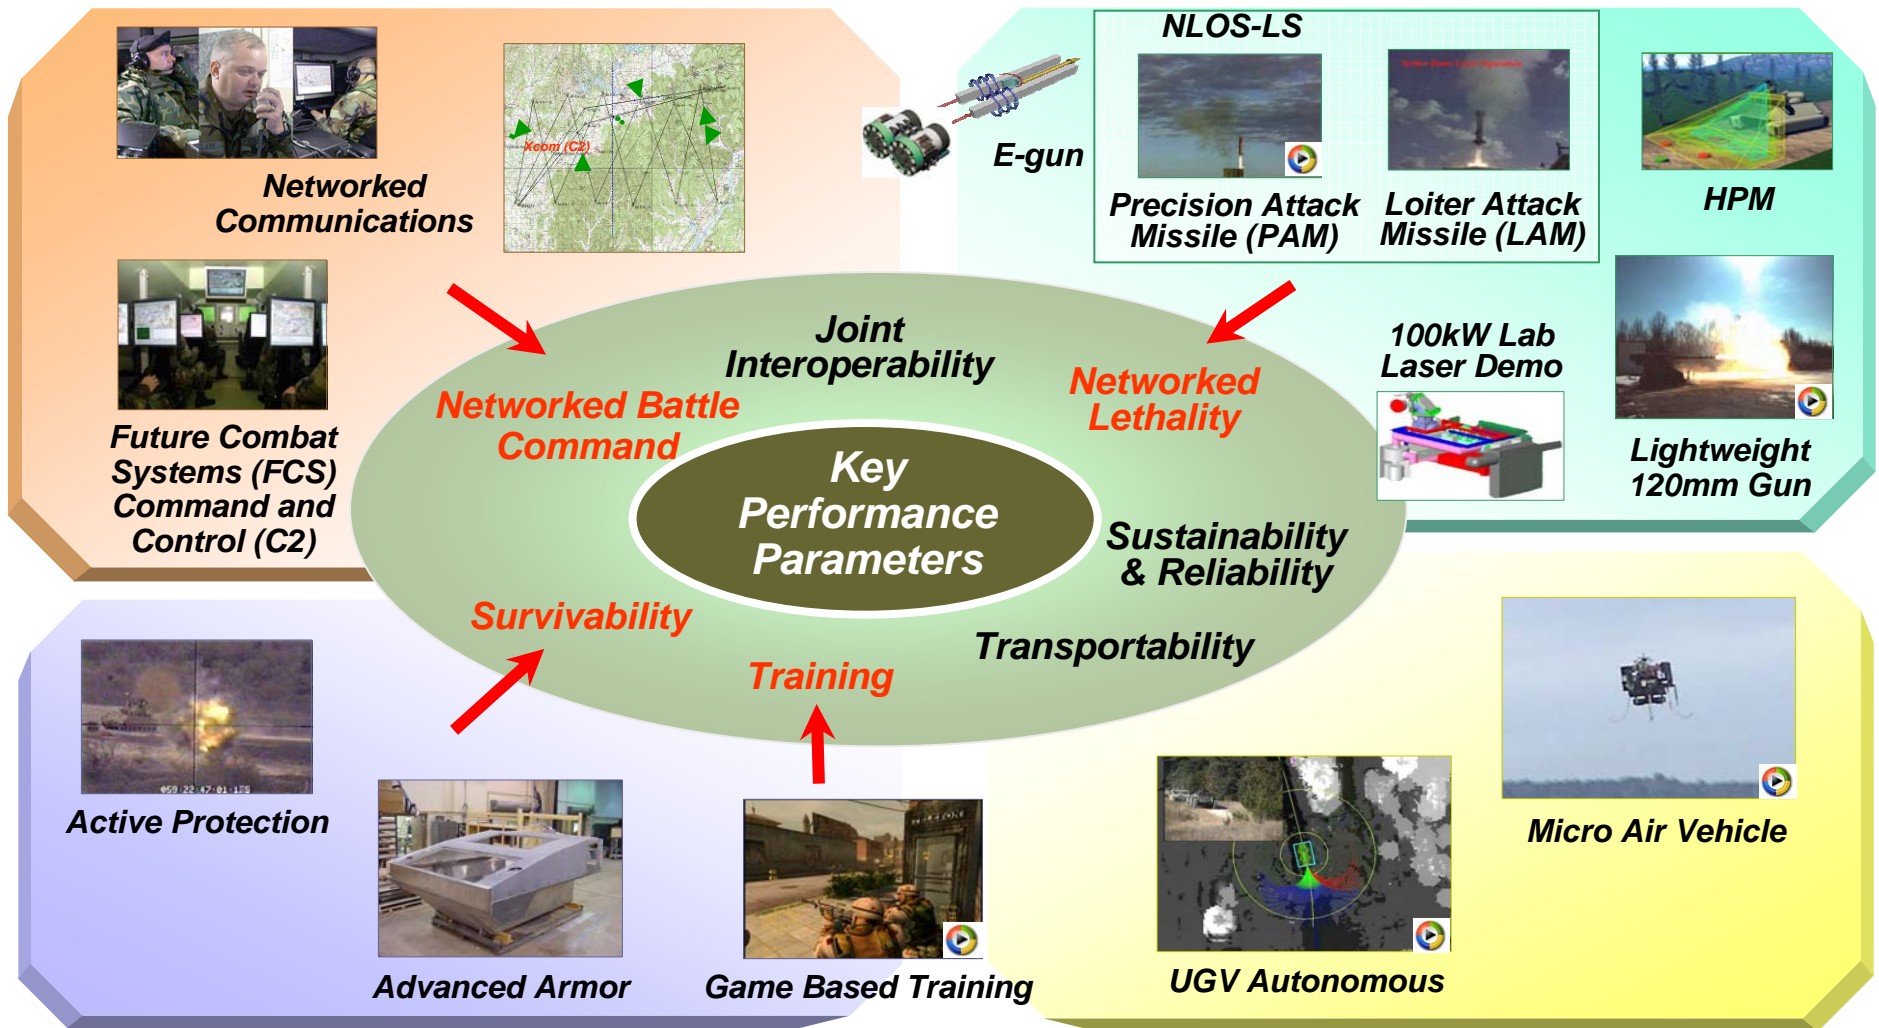 Networked
Communications
Xcom (C2)
Future Combat
Systems (FCS)
Command and
Control (C2)
NLOS-LS
E-gun
Precision Attack
Missile (PAM)
Loiter Attack
Missile (LAM)
HPM
100kW Lab
Laser Demo
Lightweight
120mm Gun
Joint
Interoperability
Networked Battle
Command
Networked
Lethality
Key
Performance
Parameters
Sustainability
& Reliability
Survivability
Transportability
Training
Active Protection
Advanced Armor
Game Based Training
UGV Autonomous
Micro Air Vehicle